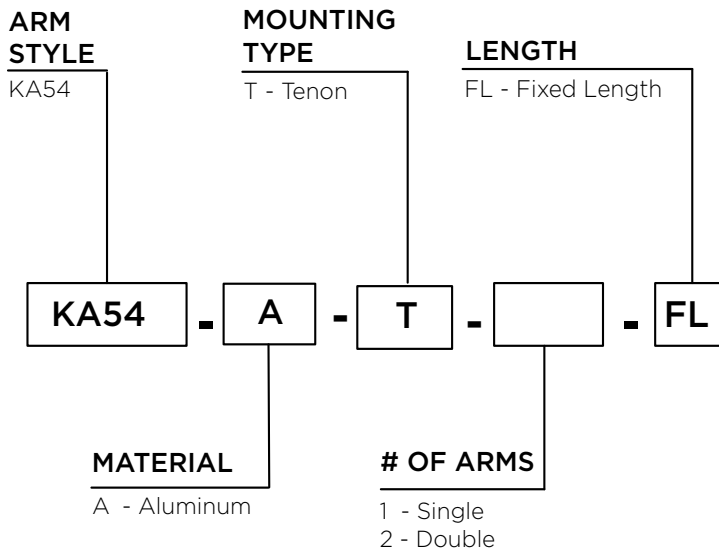 ARM
STYLE
KA54
MOUNTING
TYPE
T - Tenon
LENGTH
FL - Fixed Length
KA54 - A - T - - FL
MATERIAL
A - Aluminum
# OF ARMS
1 - Single
2 - Double